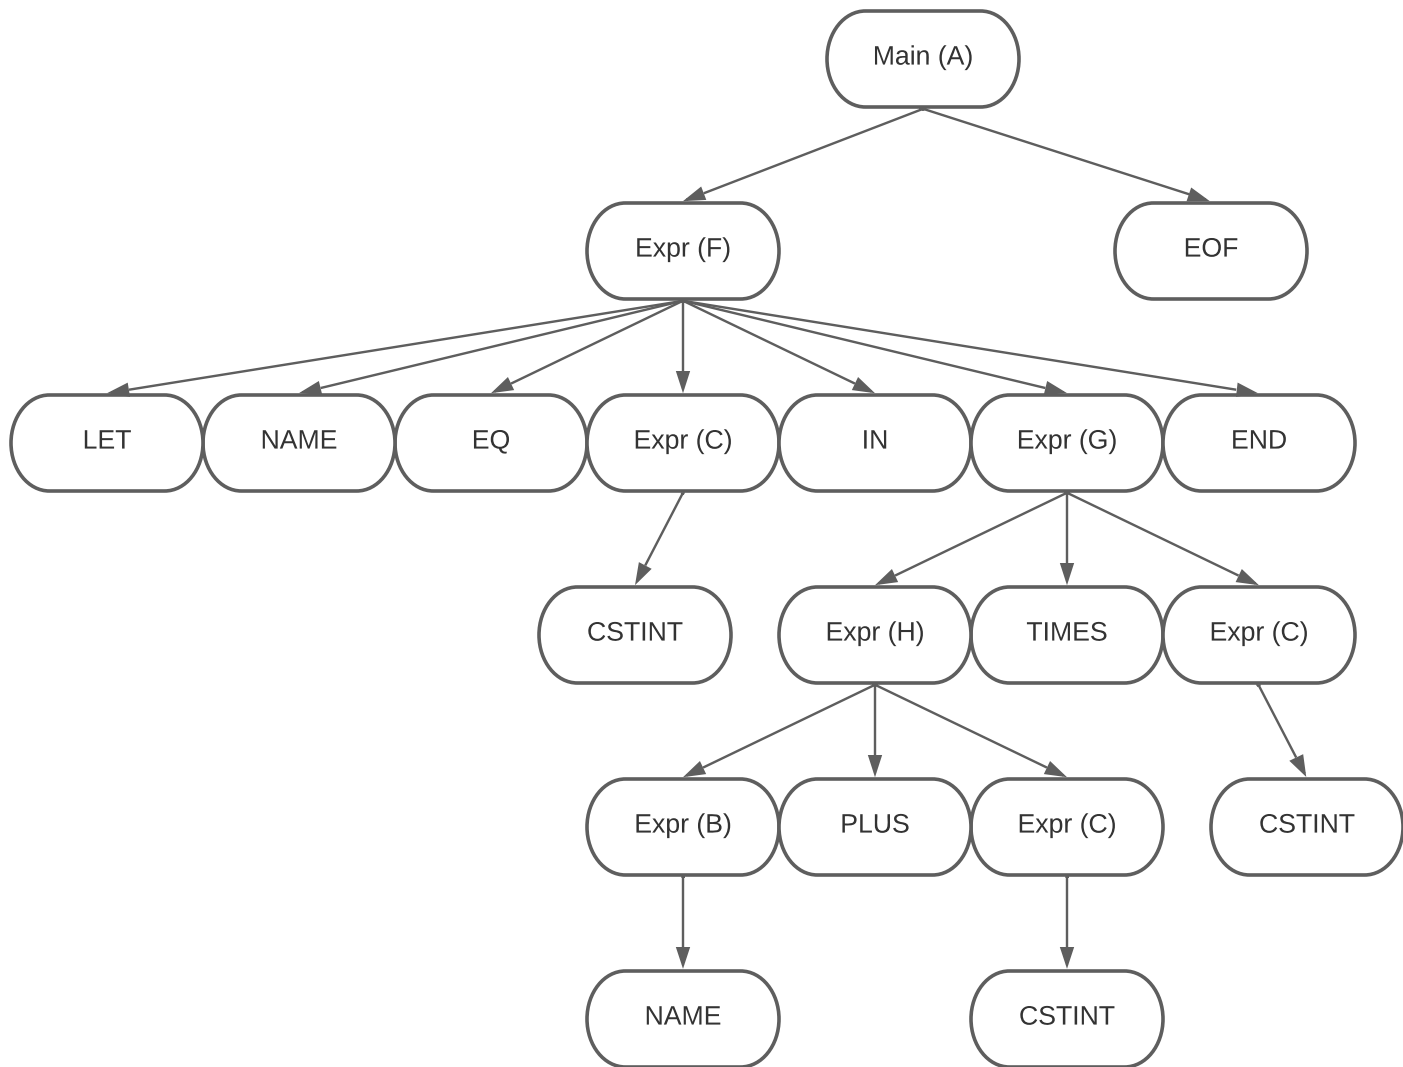 Main (A)
Expr (F)
EOF
LET
NAME
EQ
Expr (C)
IN
Expr (G)
END
CSTINT
Expr (H)
TIMES
Expr (C)
Expr (B)
PLUS
Expr (C)
CSTINT
NAME
CSTINT